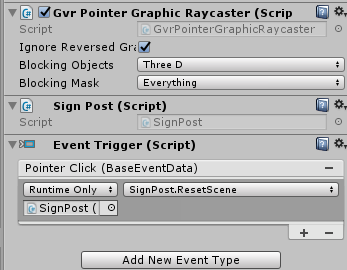 Gvr Pointer Graphic Raycaster (Scrip
Script GvrPointerGraphicRaycaster
Ignore Reversed Gra
Blocking Objects Three D
Blocking Mask Everything
Sign Post (Script)
Script SignPost
Event Trigger (Script)
Pointer Click (BaseEventData)
Runtime Only SignPost.ResetScene
SignPost (
Add New Event Type